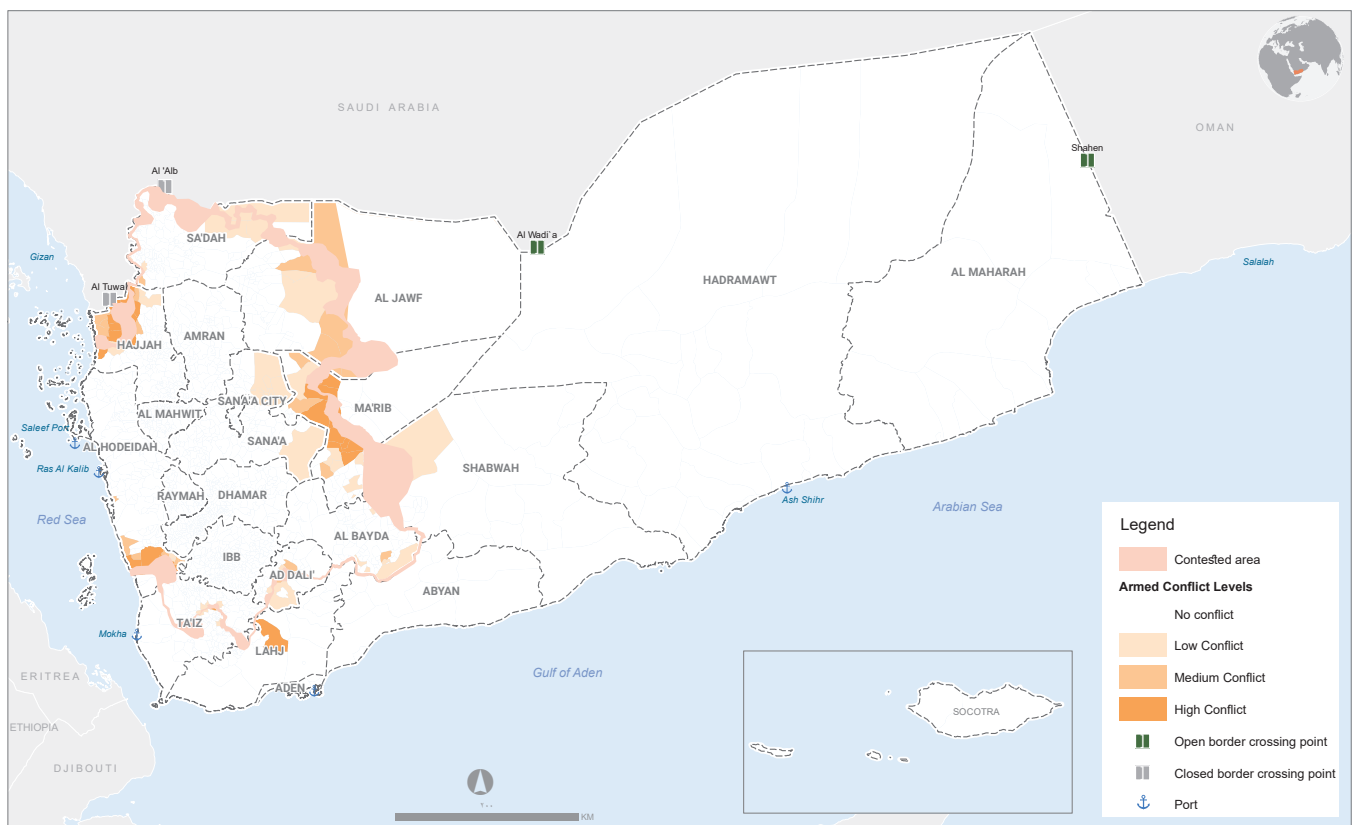 SAUDI ARABIA
OMAN
Shahen
Al 'Alb
SA'DAH
Al Wadi`a
Gizan
Salalah
AL MAHARAH
HADRAMAWT
Al Tuwal
AL JAWF
AMRAN
HAJJAH
SANA'A CITY
MA'RIB
AL MAHWIT
Saleef Port
AL HODEIDAH
SANA'A
SHABWAH
Ras Al Kalib
RAYMAH
DHAMAR
Ash Shihr
Arabian Sea
Red Sea
AL BAYDA
IBB
AD DALI'
ABYAN
TA'IZ
Mokha
LAHJ
Gulf of Aden
ERITREA
ADEN
SOCOTRA
ETHIOPIA
DJIBOUTI
KM
Legend
Contested area
Armed Conflict Levels
No conflict
Low Conflict
Medium Conflict
High Conflict
Open border crossing point
Closed border crossing point
Port